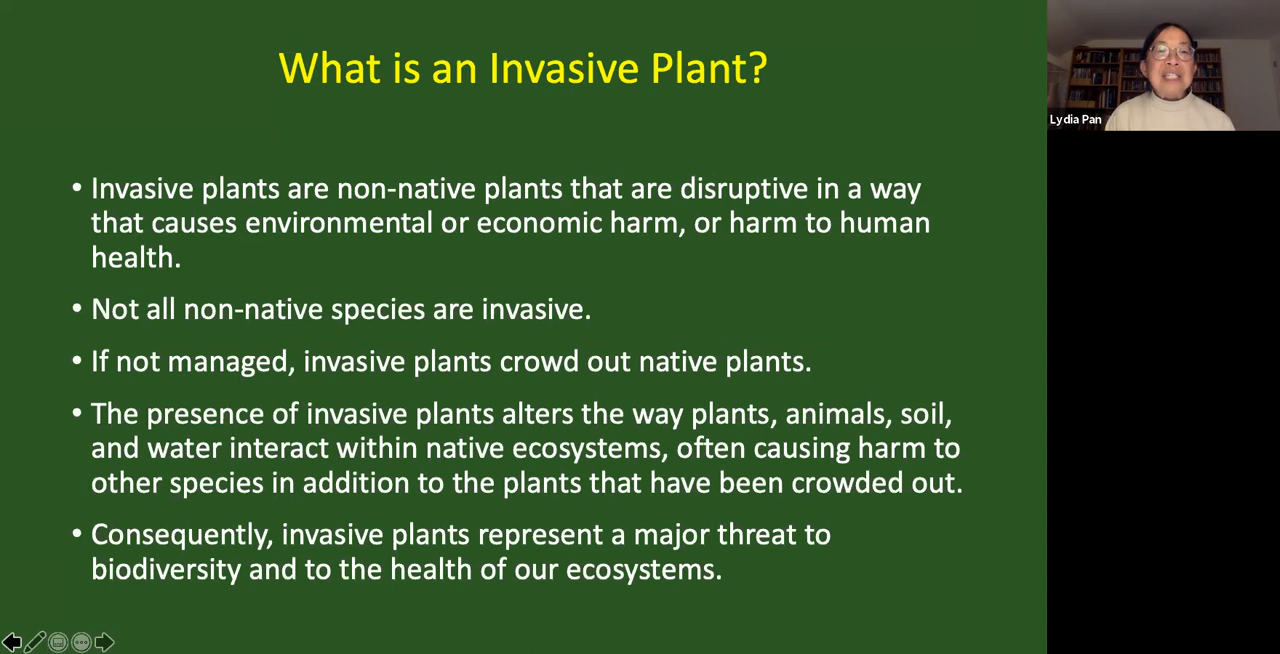 What is an Invasive Plant?
Lydia Pan
• Invasive plants are non-native plants that are disruptive in a way
that causes environmental or economic harm, or harm to human
health.
• Not all non-native species are invasive.
• If not managed, invasive plants crowd out native plants.
• The presence of invasive plants alters the way plants, animals, soil,
and water interact within native ecosystems, often causing harm to
other species in addition to the plants that have been crowded out.
• Consequently, invasive plants represent a major threat to
biodiversity and to the health of our ecosystems.